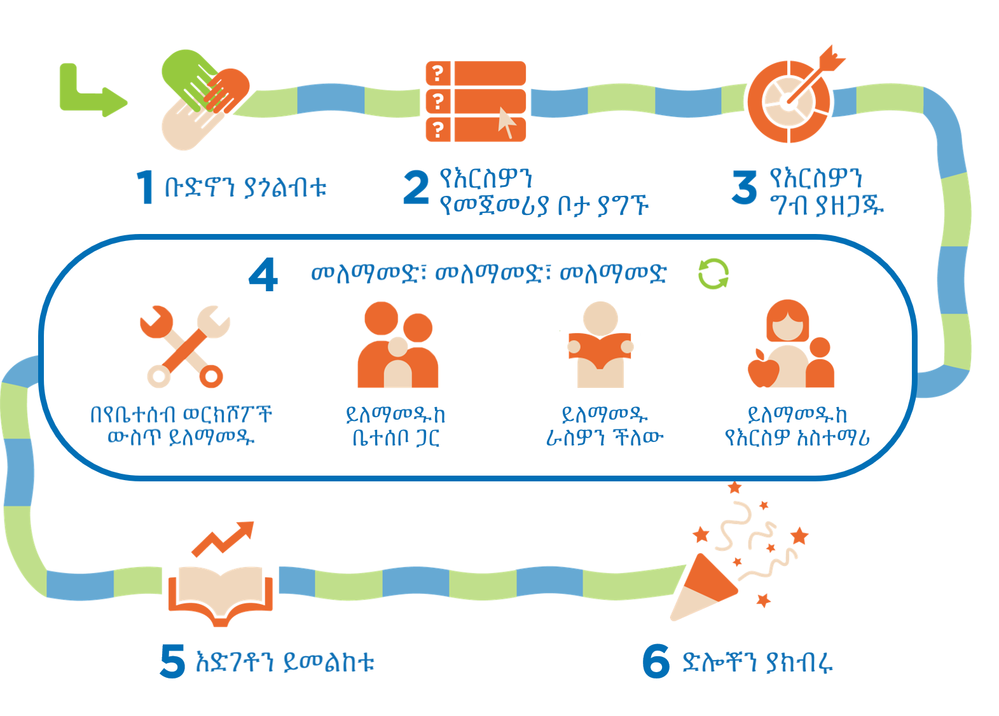 1 ቡድኖን ያጎልብቱ
2 የእርስዎን
የመጀመሪያ ቦታ ያግኙ
3 የእርስዎን
ግብ ያዘጋጁ
4 መለማመድ፣ መለማመድ፣ መለማመድ
በየቤተሰብ ወርክሾፖች
ውስጥ ይለማመዱ
ይለማመዱከ
ቤተሰቦ ጋር
ይለማመዱ
ራስዎን ችለው
ይለማመዱከ
የእርስዎ አስተማሪ
5 እድገቶን ይመልከቱ
6 ድሎቾን ያክብሩ
? 
?
?